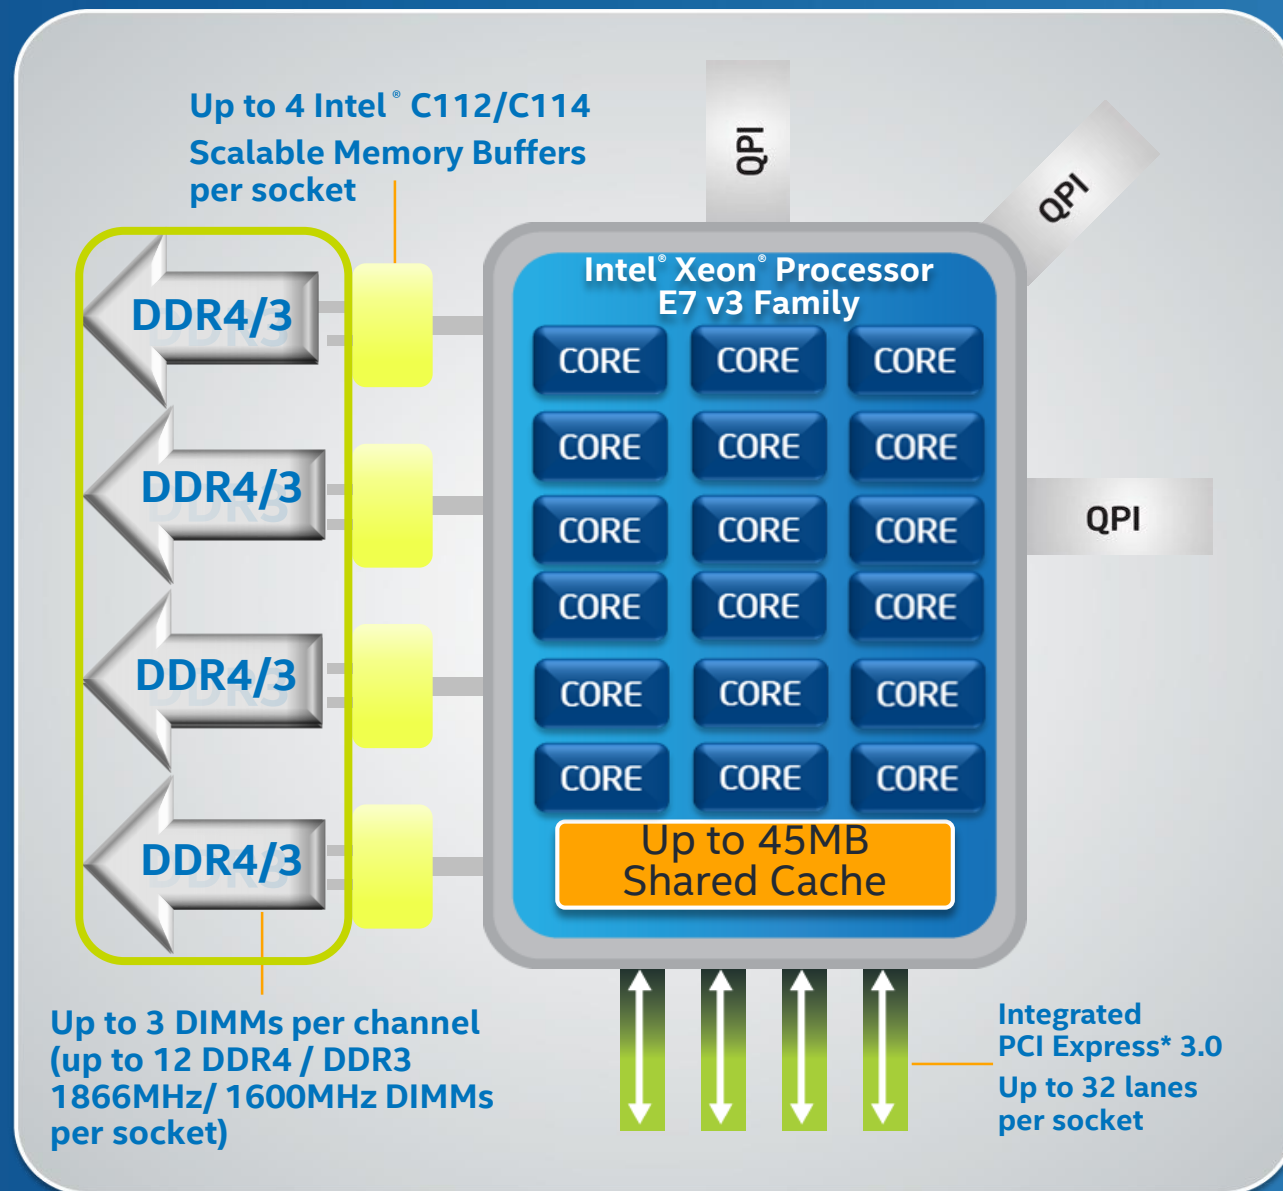 Up to 4 Intel® C112/C114
Scalable Memory Buffers
per socket
QPI
QPI
QPI
Intel® Xeon® Processor
E7 v3 Family
CORE CORE CORE
CORE CORE CORE
CORE CORE CORE
CORE CORE CORE
CORE CORE CORE
CORE CORE CORE
Up to 45MB
Shared Cache
DDR4/3
DDR4/3
DDR4/3
DDR4/3
Up to 3 DIMMs per channel
(up to 12 DDR4 / DDR3
1866MHz/ 1600MHz DIMMs
per socket)
Integrated
PCI Express* 3.0
Up to 32 lanes
per socket